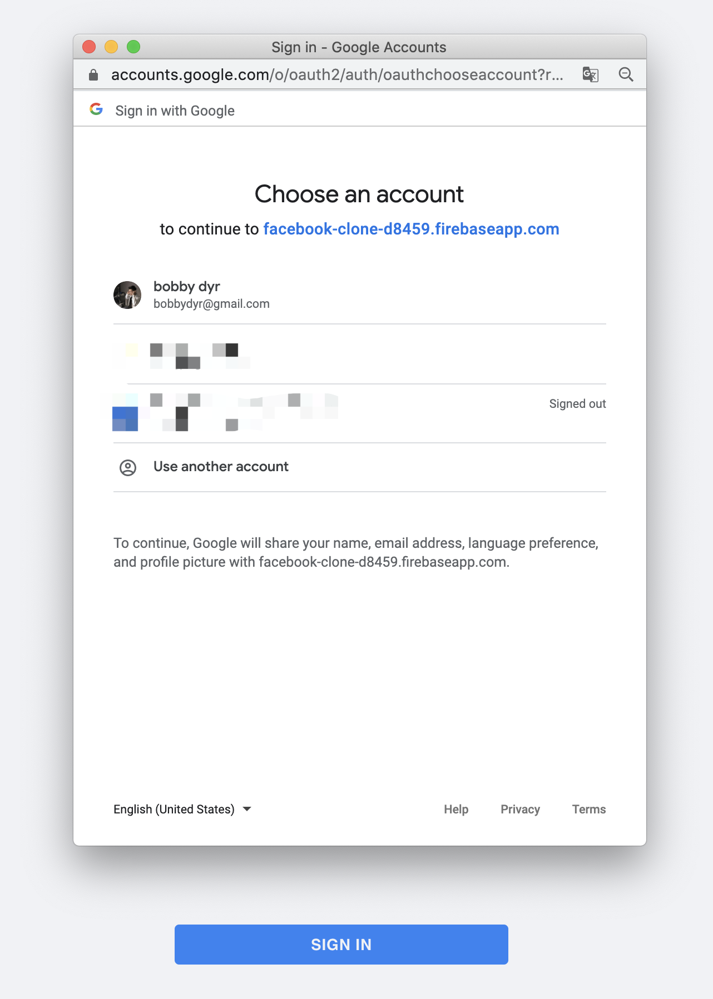 Sign in - Google Accounts
accounts.google.com/o/oauth2/auth/oauthchooseaccount?r...
Sign in with Google
Choose an account
to continue to facebook-clone-d8459.firebaseapp.com
bobby dyr
bobbydyr@gmail.com
Signed out
Use another account
To continue, Google will share your name, email address, language preference,
and profile picture with facebook-clone-d8459.firebaseapp.com.
English (United States) Help Privacy Terms
SIGN IN